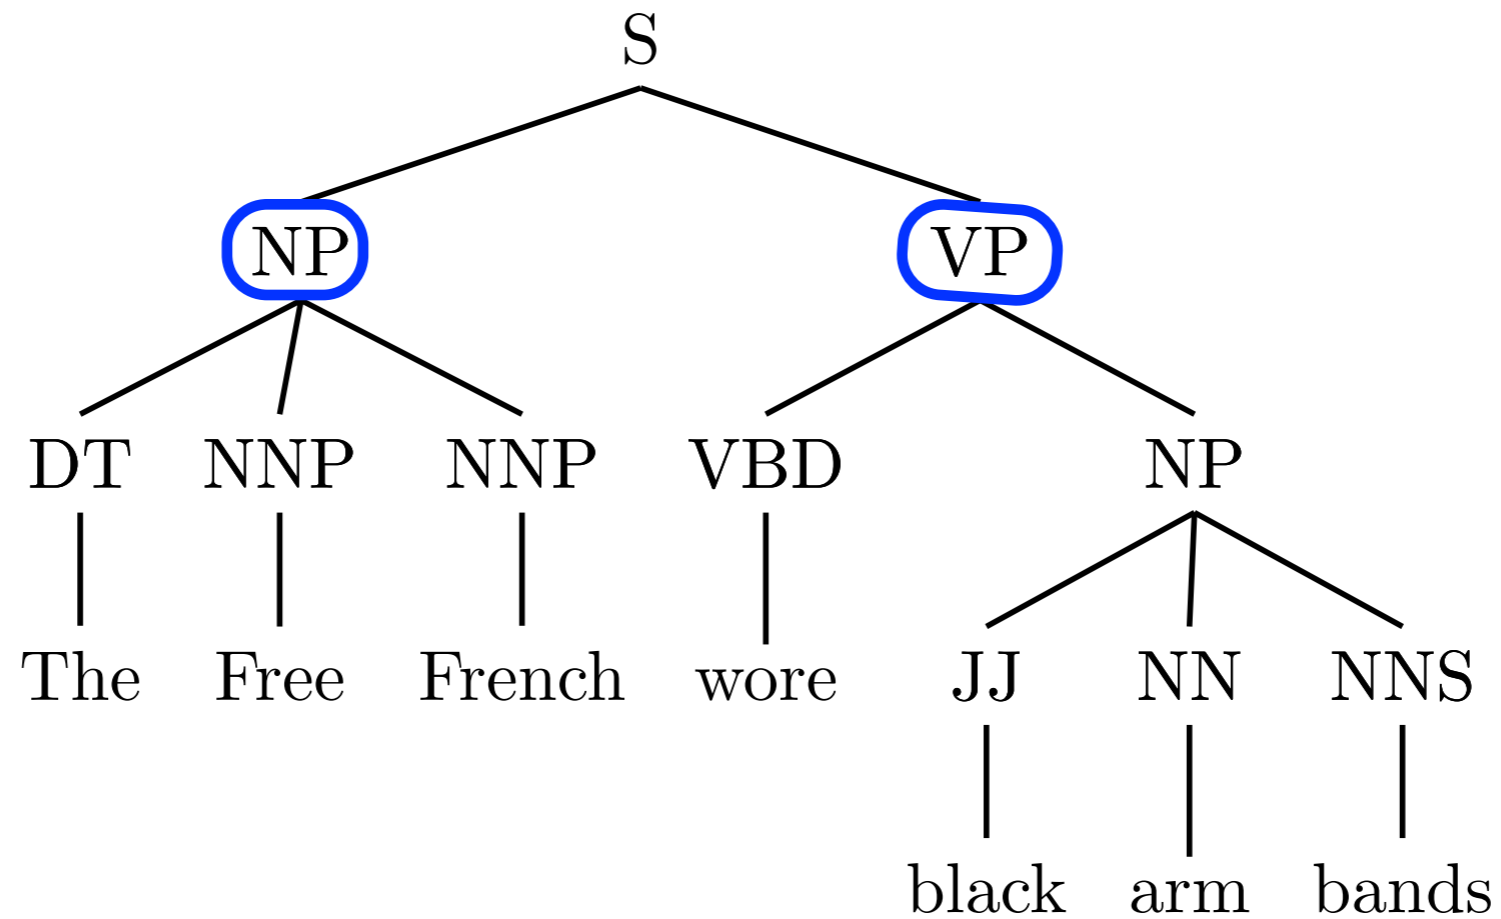 S
NP VP
DT NNP NNP VBD NP
The Free French wore JJ NN NNS
black arm bands